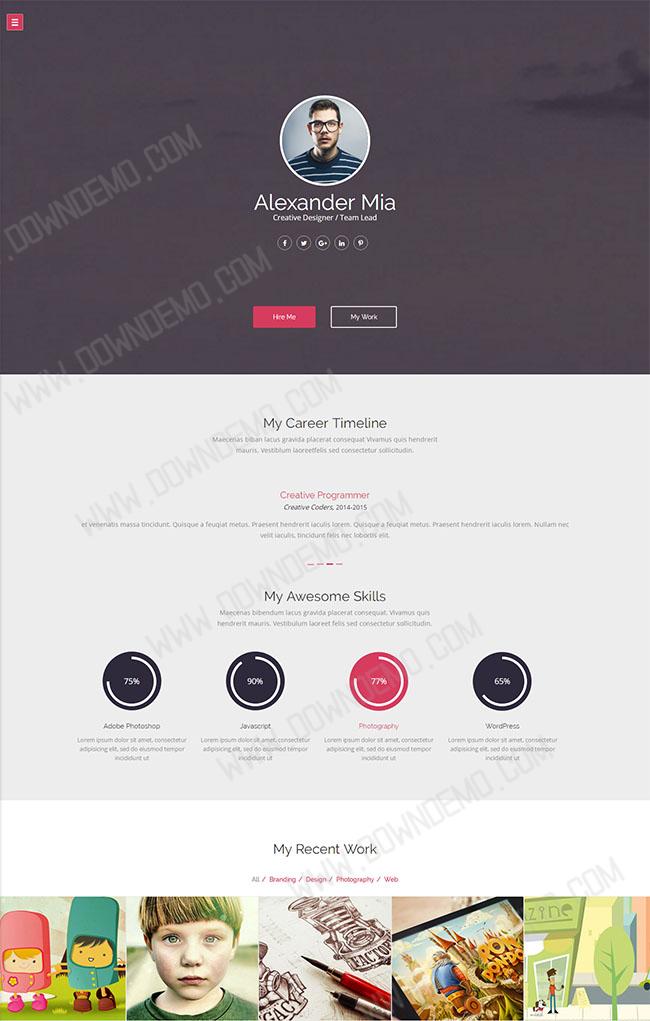 Alexander Mia
Creative Designer / Team Lead
Hire Me
My Work
My Career Timeline
Maecenas biban lacus gravida placerat consequat Vivamus quis hendrerit
mauris. Vestiblum laoreetfelis sed consectetur sollicitudin.
Creative Programmer
Creative Coders, 2014-2015
et venenatis massa tincidunt. Quisque a feuqiat metus. Praesent hendrerit iaculis lorem. Quisque a feuqiat metus. Praesent hendrerit iaculis lorem. Nullam nec
velit iaculis, tincidunt felis nec lobortis elit.
My Awesome Skills
Maecenas bibendum lacus gravida placerat consequat. Vivamus quis
hendrerit mauris. Vestibulum laoreet felis sed consectetur sollicitudin.
75%
90%
77%
65%
Adobe Photoshop
Javascript
Photography
WordPress
Lorem ipsum dolor sit amet, consectetur
adipisicing elit, sed do eiusmod tempor
incididunt ut
Lorem ipsum dolor sit amet, consectetur
adipisicing elit, sed do eiusmod tempor
incididunt ut
Lorem ipsum dolor sit amet, consectetur
adipisicing elit, sed do eiusmod tempor
incididunt ut
Lorem ipsum dolor sit amet, consectetur
adipisicing elit, sed do eiusmod tempor
incididunt ut
My Recent Work
All / Branding / Design / Photography / Web
zine
WWW.DOWNDEMO.COM